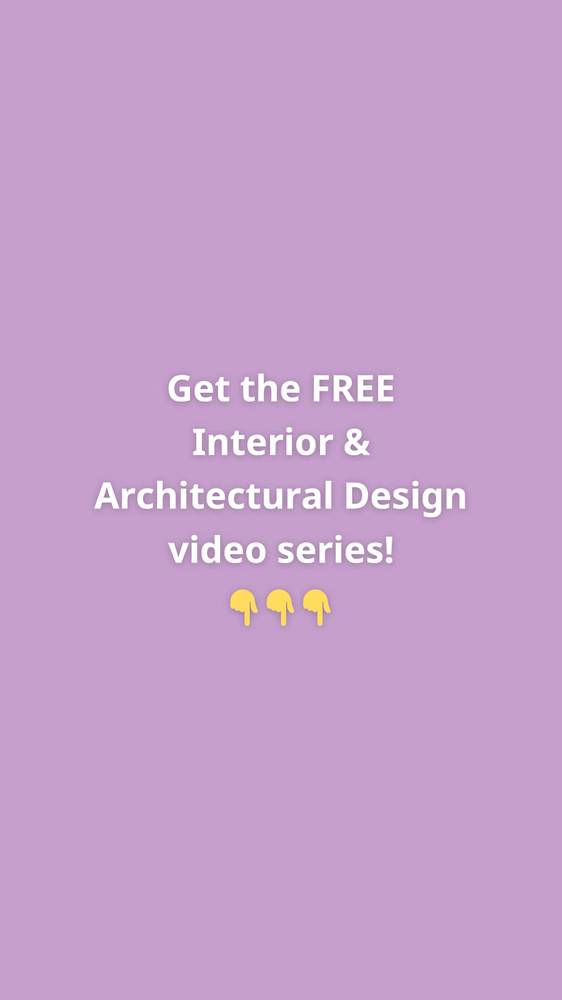 Get the FREE
Interior &
Architectural Design
video series!
👇👇👇